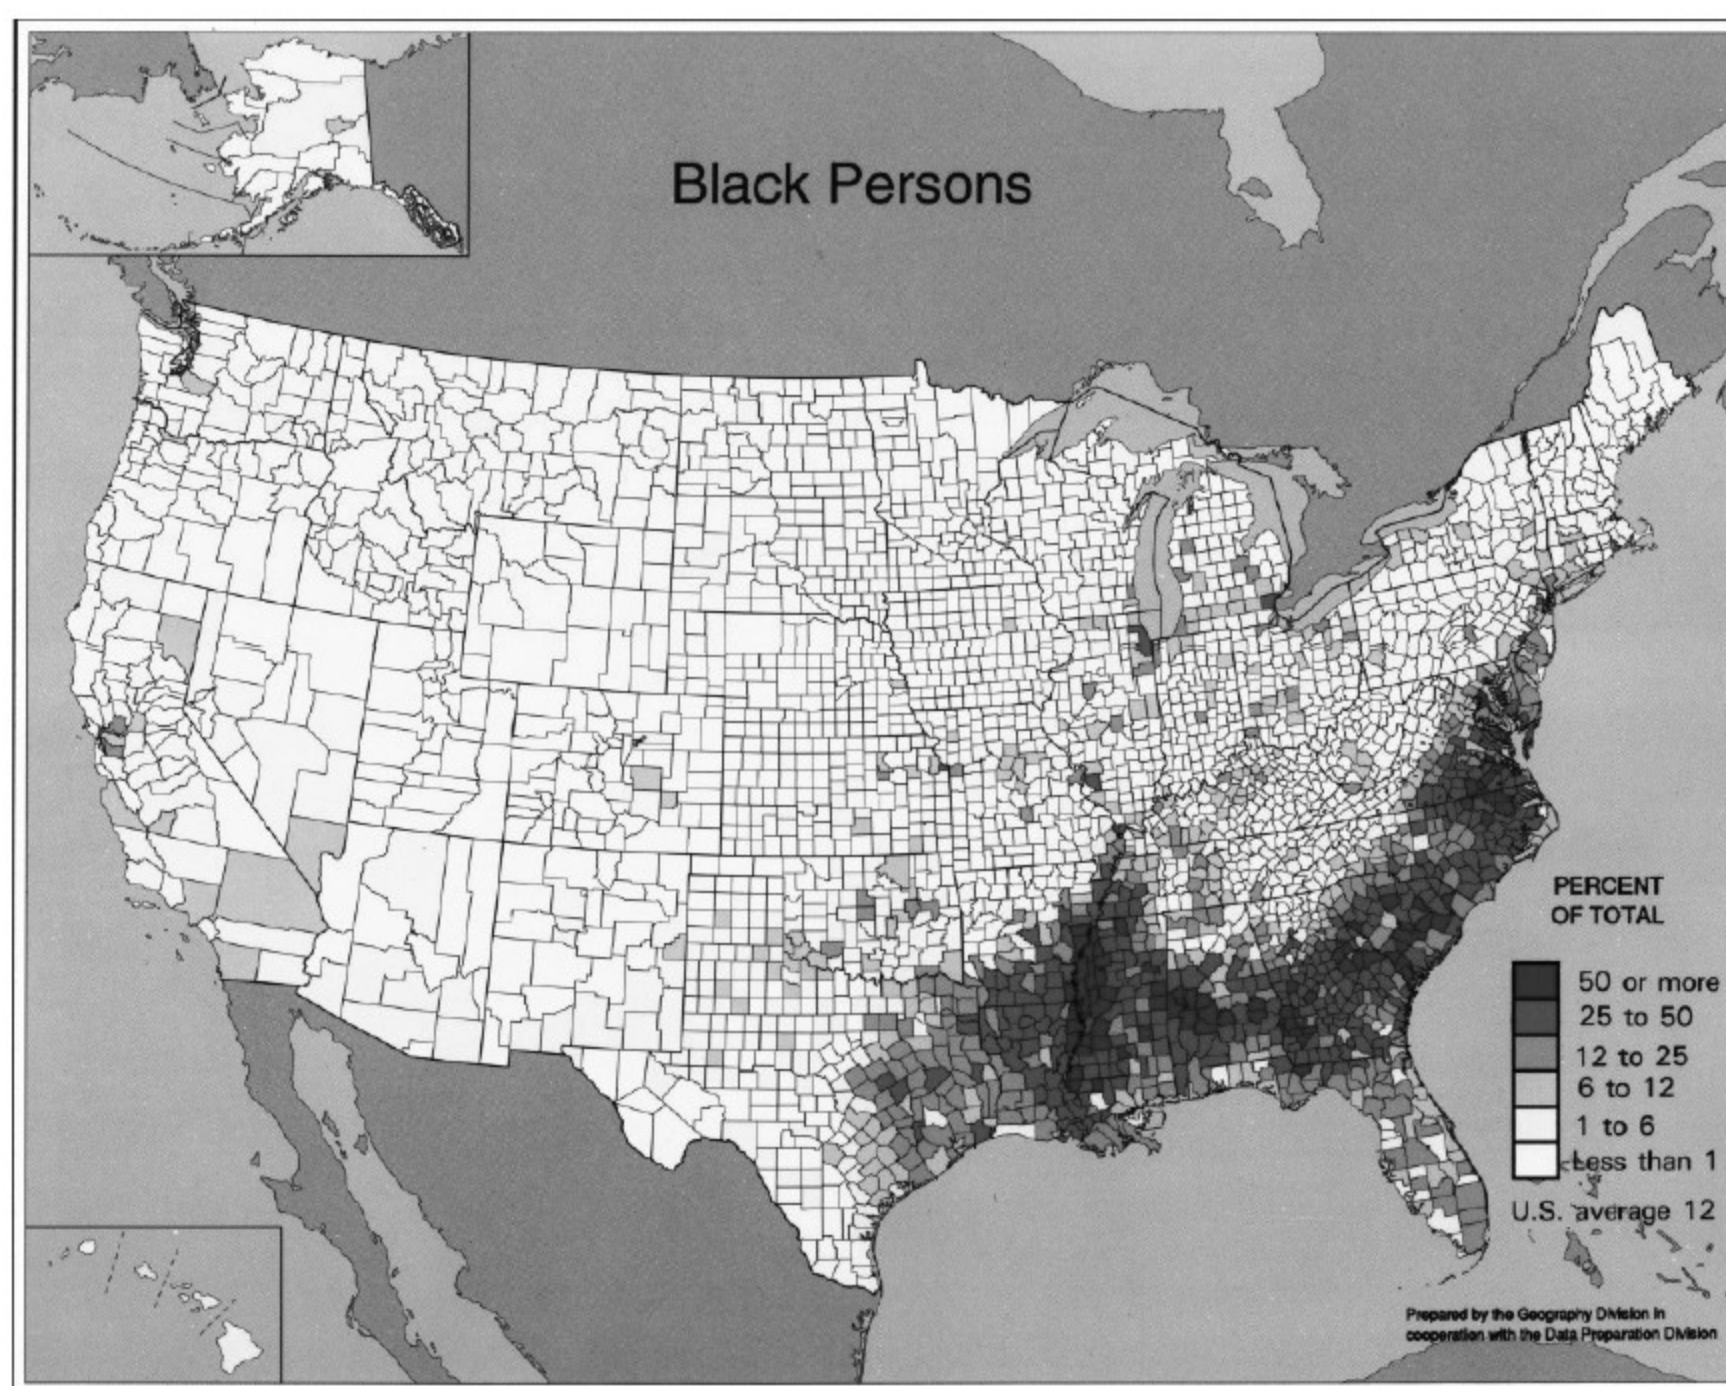 Black Persons
PERCENT
OF TOTAL
50 or more
25 to 50
12 to 25
6 to 12
1 to 6
Less than 1
U.S. average 12
Prepared by the Geography Division in
cooperation with the Data Preparation Division